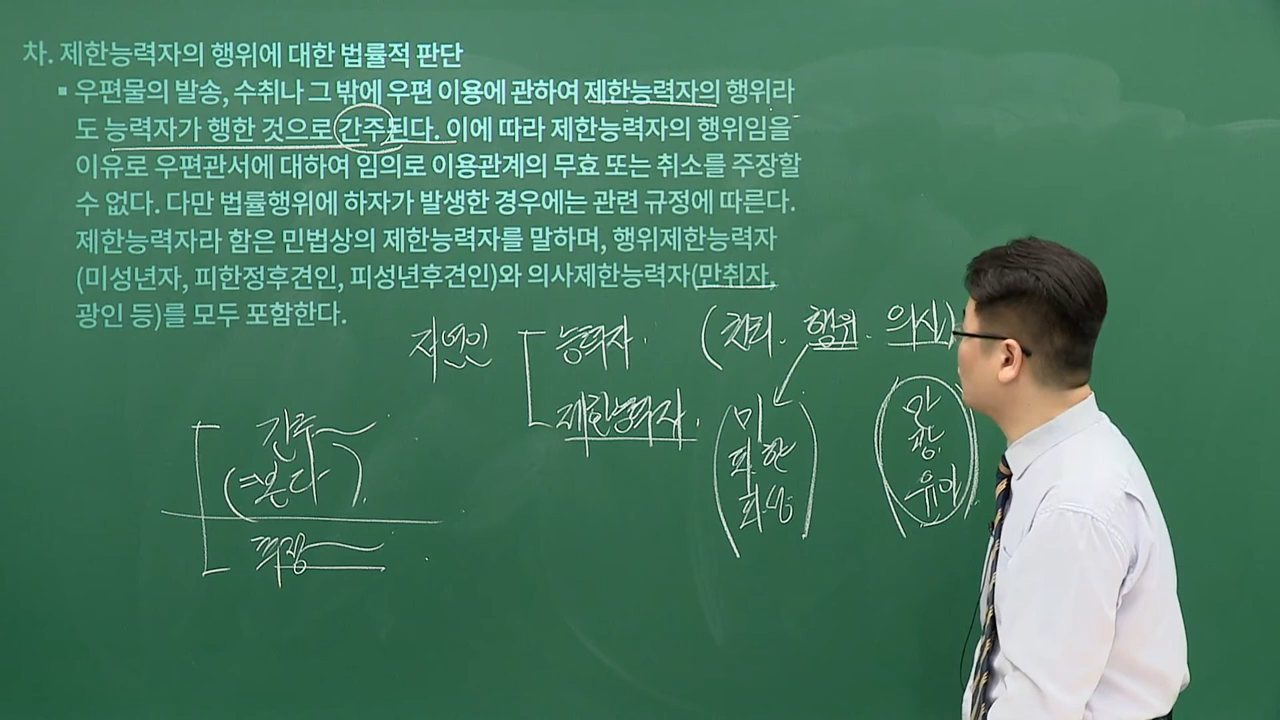 차. 제한능력자의 행위에 대한 법률적 판단
▪ 우편물의 발송, 수취나 그 밖에 우편 이용에 관하여 제한능력자의 행위라
도 능력자가 행한 것으로 간주된다. 이에 따라 제한능력자의 행위임을
이유로 우편관서에 대하여 임의로 이용관계의 무효 또는 취소를 주장할
수 없다. 다만 법률행위에 하자가 발생한 경우에는 관련 규정에 따른다.
제한능력자라 함은 민법상의 제한능력자를 말하며, 행위제한능력자
(미성년자, 피한정후견인, 피성년후견인)와 의사제한능력자(만취자,
광인 등)를 모두 포함한다.
자연인
능력자.
(권리. 행위. 의사)
제한능력자.
미
피.한
피.성
만
광.
유아
간주
(=본다).
추정